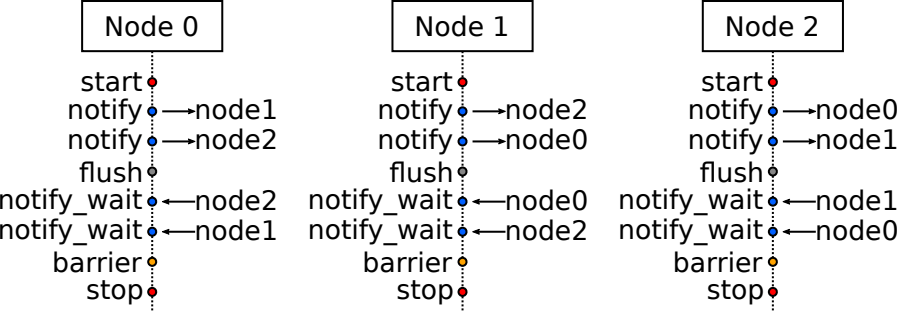 Node 0
start
notify node1
notify node2
flush
notify_wait node2
notify_wait node1
barrier
stop
Node 1
start
notify node2
notify node0
flush
notify_wait node0
notify_wait node2
barrier
stop
Node 2
start
notify node0
notify node1
flush
notify_wait node1
notify_wait node0
barrier
stop